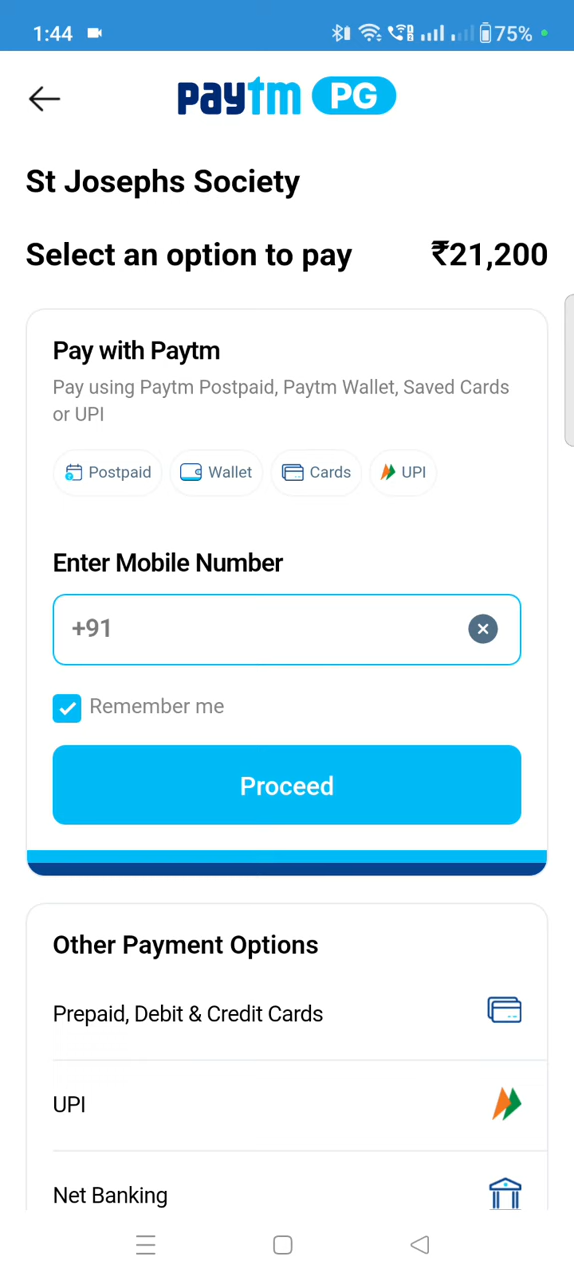 1:44
75%
paytm PG
St Josephs Society
Select an option to pay ₹21,200
Pay with Paytm
Pay using Paytm Postpaid, Paytm Wallet, Saved Cards
or UPI
Postpaid Wallet Cards UPI
Enter Mobile Number
+91
Remember me
Proceed
Other Payment Options
Prepaid, Debit & Credit Cards
UPI
Net Banking